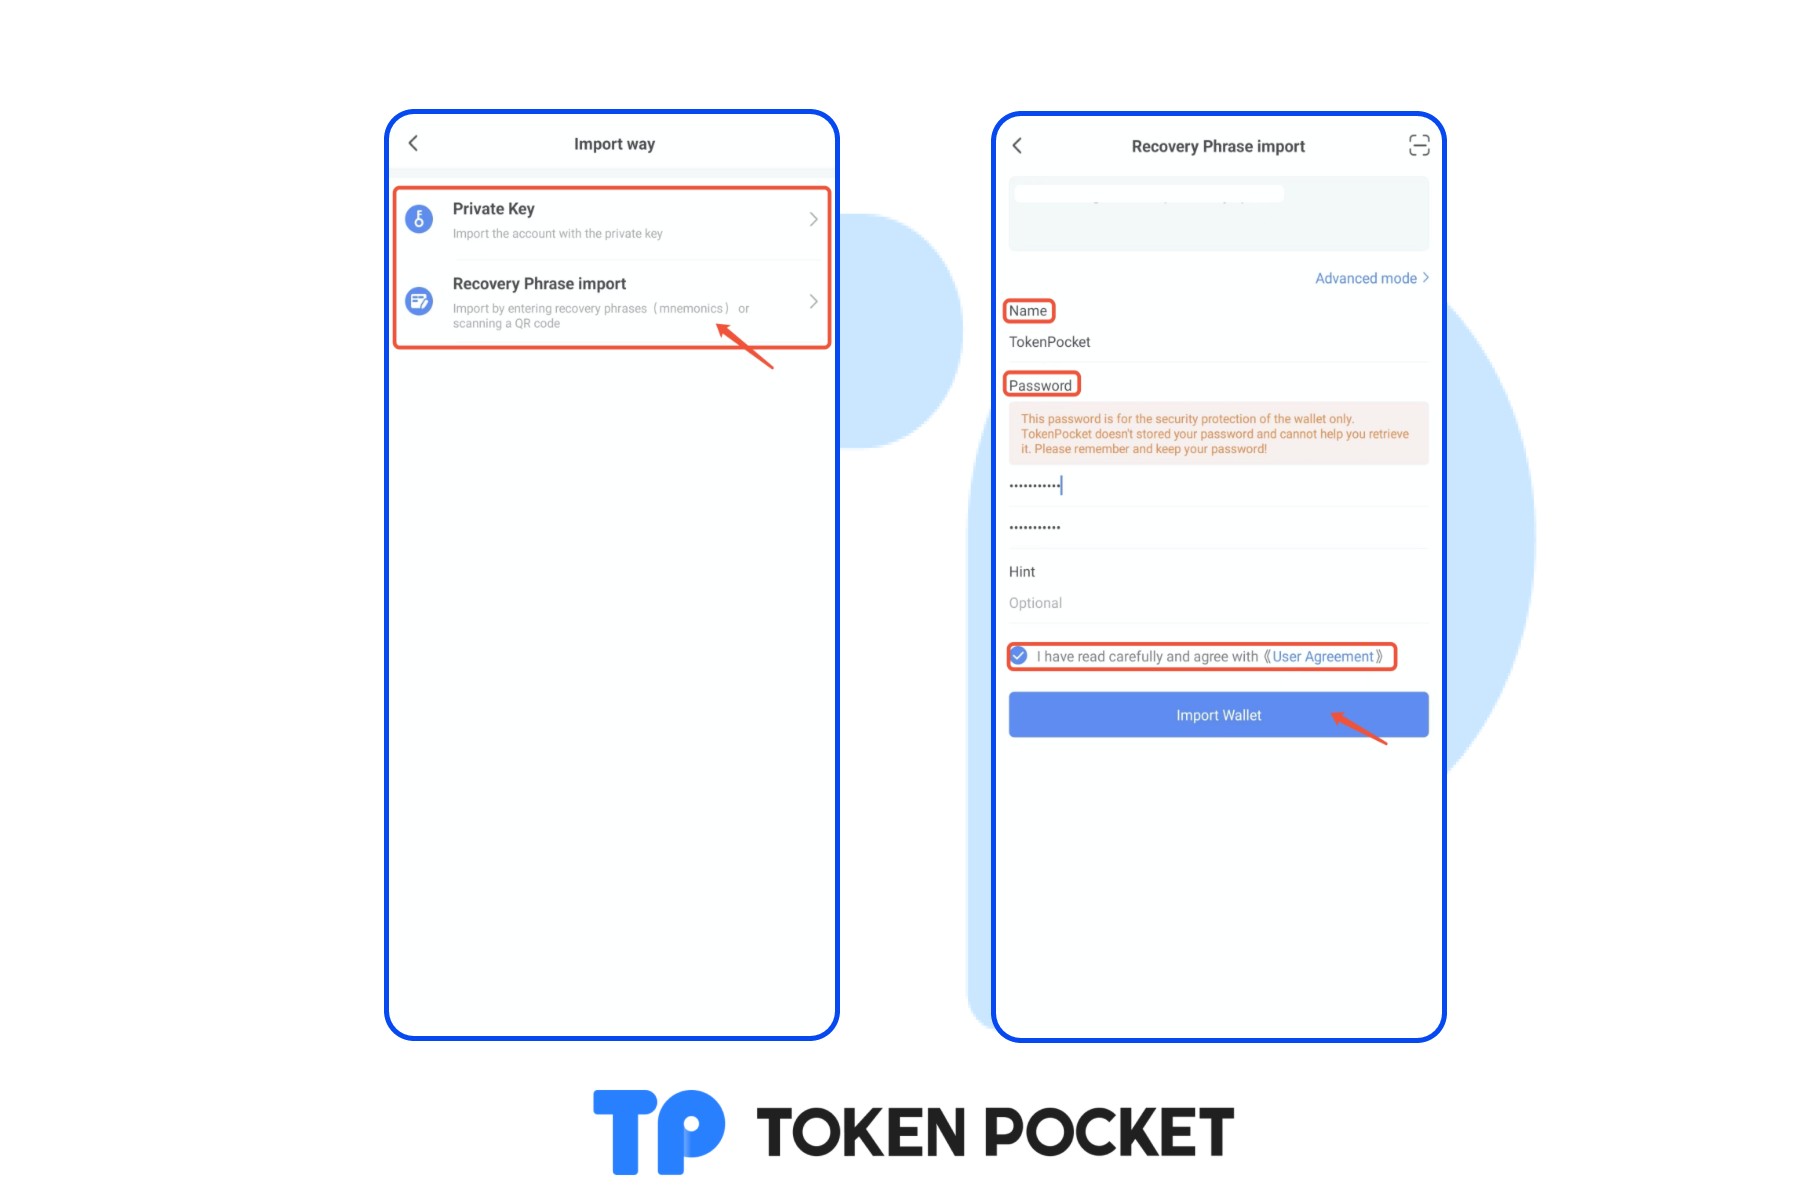 Import way
Private Key
Import the account with the private key
Recovery Phrase import
Import by entering recovery phrases（mnemonics） or
scanning a QR code
Recovery Phrase import
Advanced mode
Name
TokenPocket
Password
This password is for the security protection of the wallet only.
TokenPocket doesn't stored your password and cannot help you retrieve
it. Please remember and keep your password!
•••••••••••
•••••••••••
Hint
Optional
I have read carefully and agree with《User Agreement》
Import Wallet
TP TOKEN POCKET